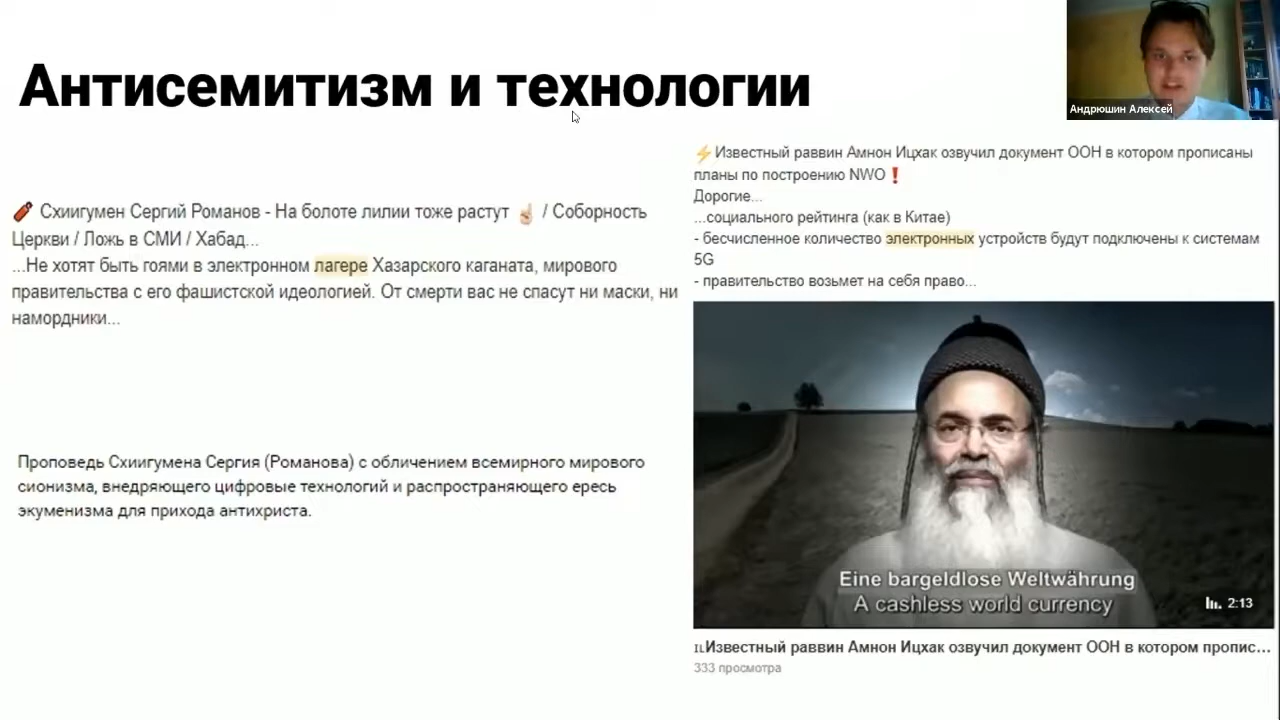 Антисемитизм и технологии
Андрюшин Алексей
Схиигумен Сергий Романов - На болоте лилии тоже растут / Соборность
Церкви / Ложь в СМИ / Хабад...
...Не хотят быть гоями в электронном лагере Хазарского каганата, мирового
правительства с его фашистской идеологией. От смерти вас не спасут ни маски, ни
намордники...
Проповедь Схиигумена Сергия (Романова) с обличением всемирного мирового
сионизма, внедряющего цифровые технологий и распространяющего ересь
экуменизма для прихода антихриста.
⚡Известный раввин Амнон Ицхак озвучил документ ООН в котором прописаны
планы по построению NWO❗
Дорогие...
...социального рейтинга (как в Китае)
- бесчисленное количество электронных устройств будут подключены к системам
5G
- правительство возьмет на себя право...
Eine bargeldlose Weltwährung
A cashless world currency
2:13
ILИзвестный раввин Амнон Ицхак озвучил документ ООН в котором пропис...
333 просмотра